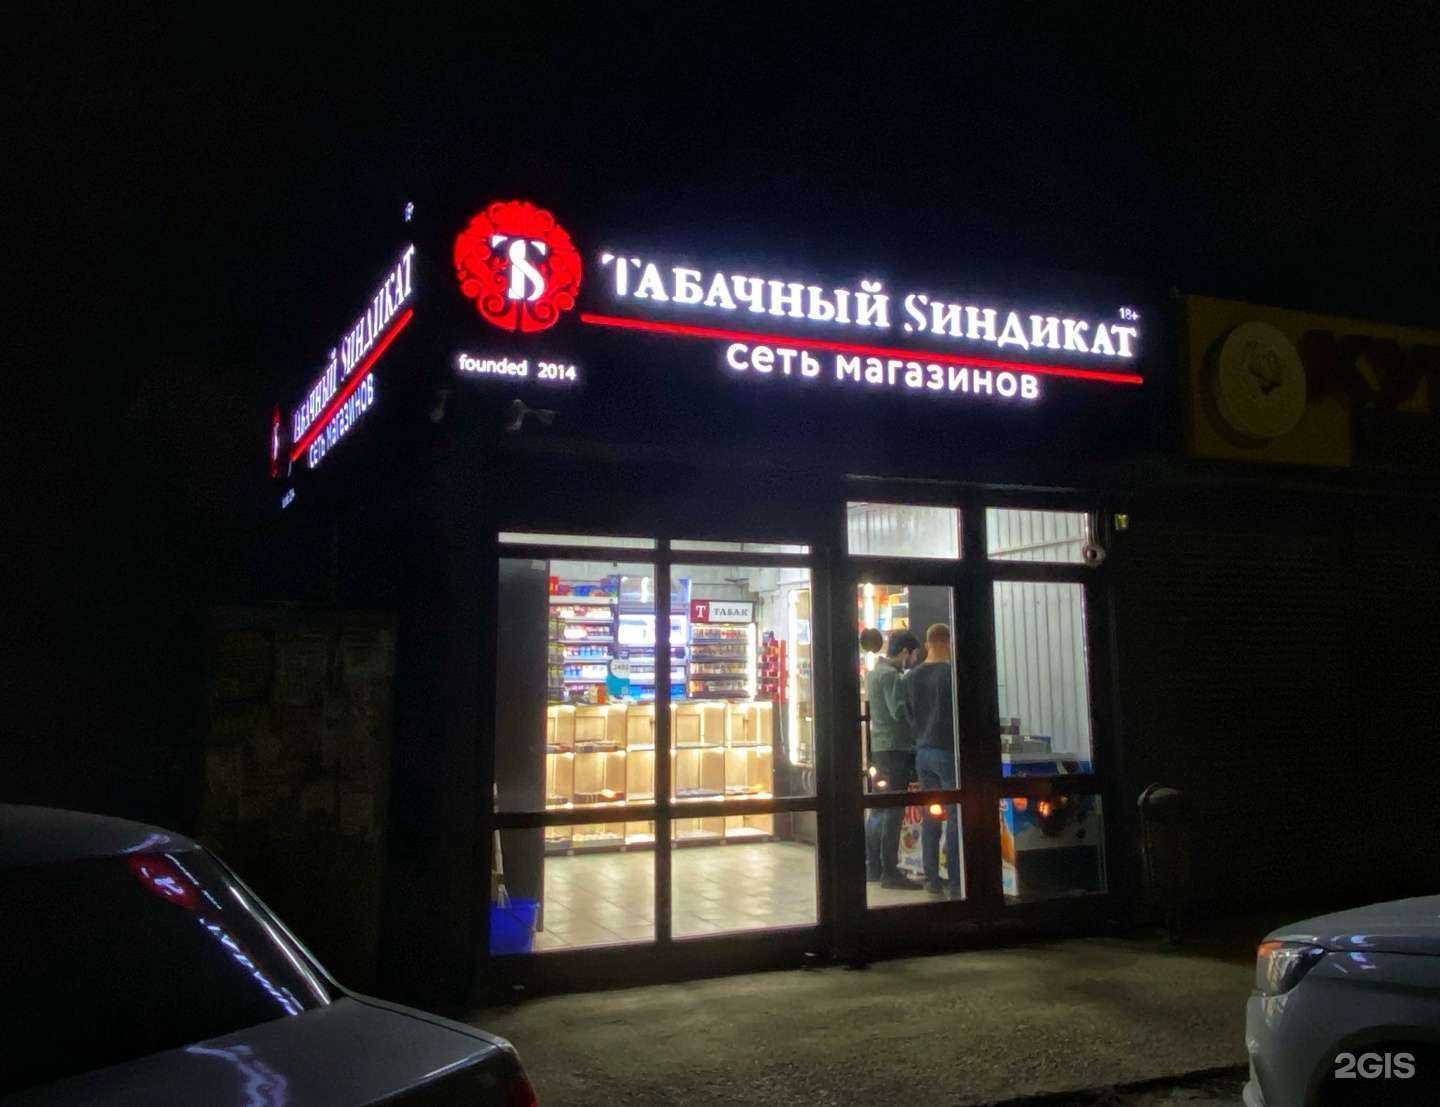 TS
ТАБАЧНЫЙ SИНДИКАТ
18+
сеть магазинов
founded 2014
ТАБАЧНЫЙ SИНДИКАТ
сеть магазинов
T ТАБАК
2GIS